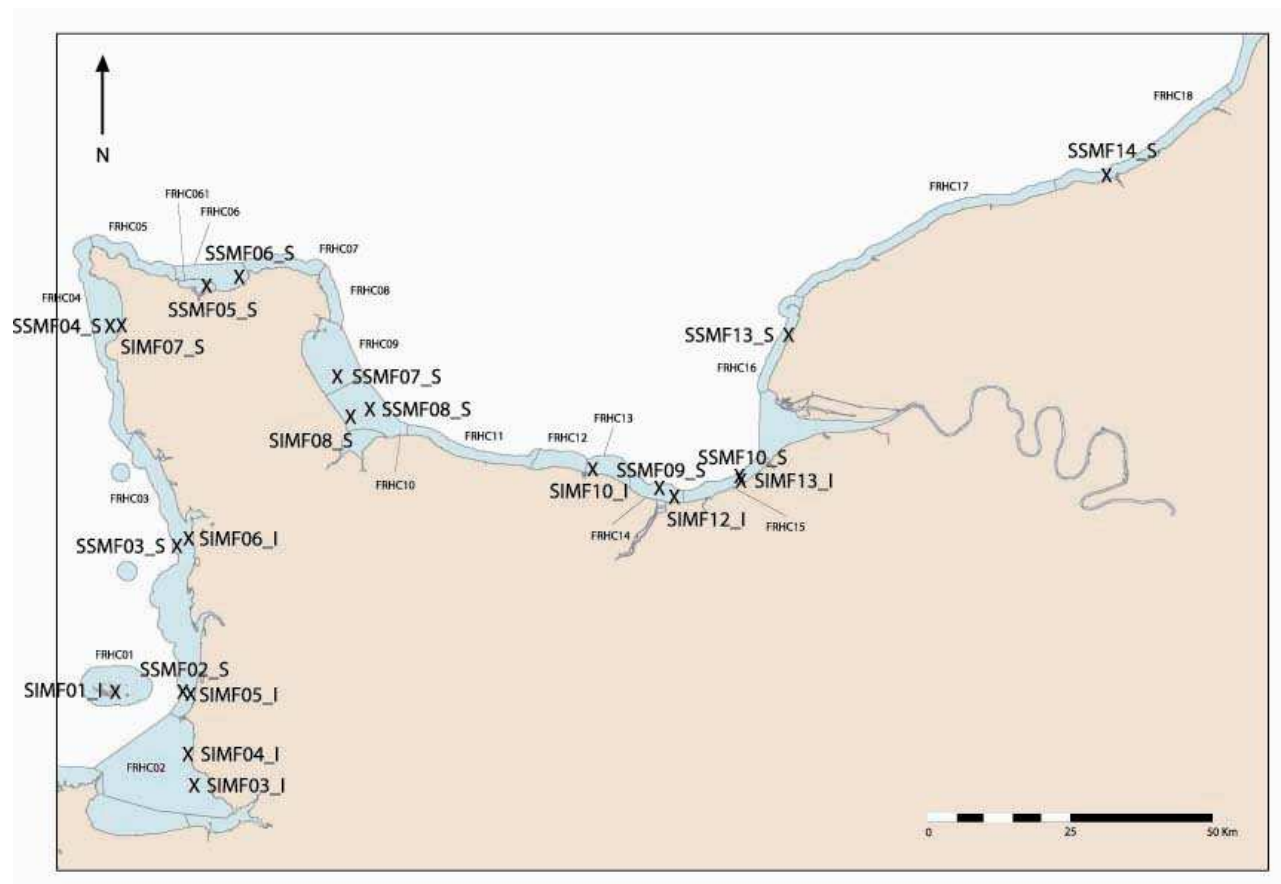 FRHC18
N
SSMF14_S
FRHC17
FRHC061
FRHC06
FRHC05
SSMF06_S
FRHC07
FRHC08
FRHC04
SSMF05_S
SSMF04_S XX
X
X
X
SIMF07_S
SSMF13_S X
FRHC09
FRHC16
X SSMF07_S
X SSMF08_S
X
SIMF08_S
FRHC11
FRHC12
FRHC13
FRHC10
X
SSMF09_S
SSMF10_S
SIMF10_I
X
X
X SIMF13_I
X
SIMF12_I
FRHC03
FRHC14
FRHC15
X SIMF06_I
SSMF03_S X
FRHC01
SSMF02_S
SIMF01_I X
XX SIMF05_I
X SIMF04_I
FRHC02
X SIMF03_I
0 25 50 Km